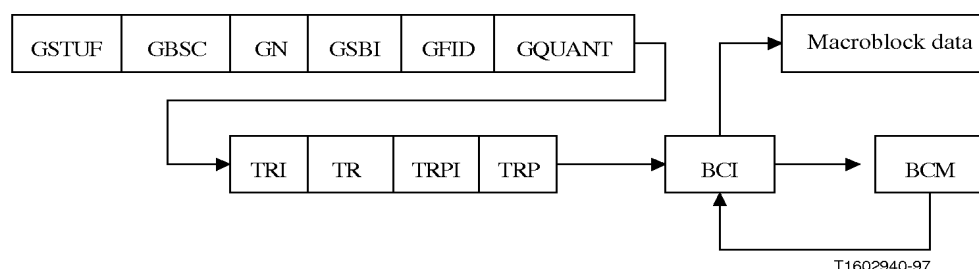 GSTUF GBSC GN GSBI GFID GQUANT Macroblock data
TRI TR TRPI TRP BCI BCM
T1602940-97